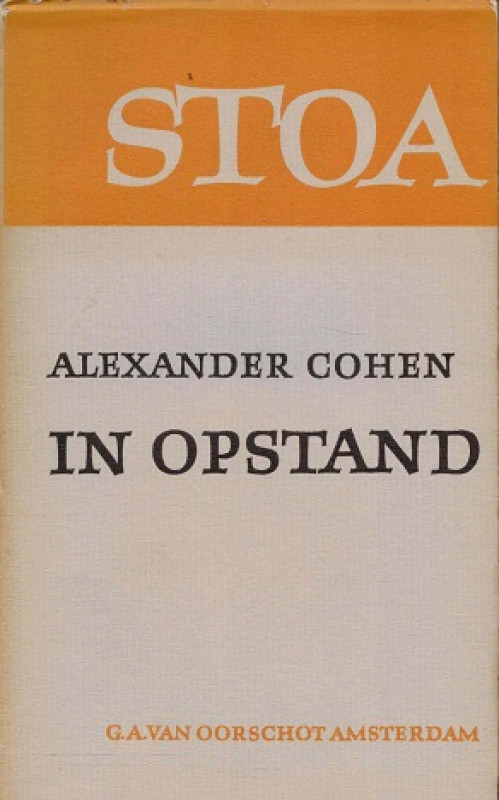 STOA
ALEXANDER COHEN
IN OPSTAND
G.A. VAN OORSCHOT AMSTERDAM